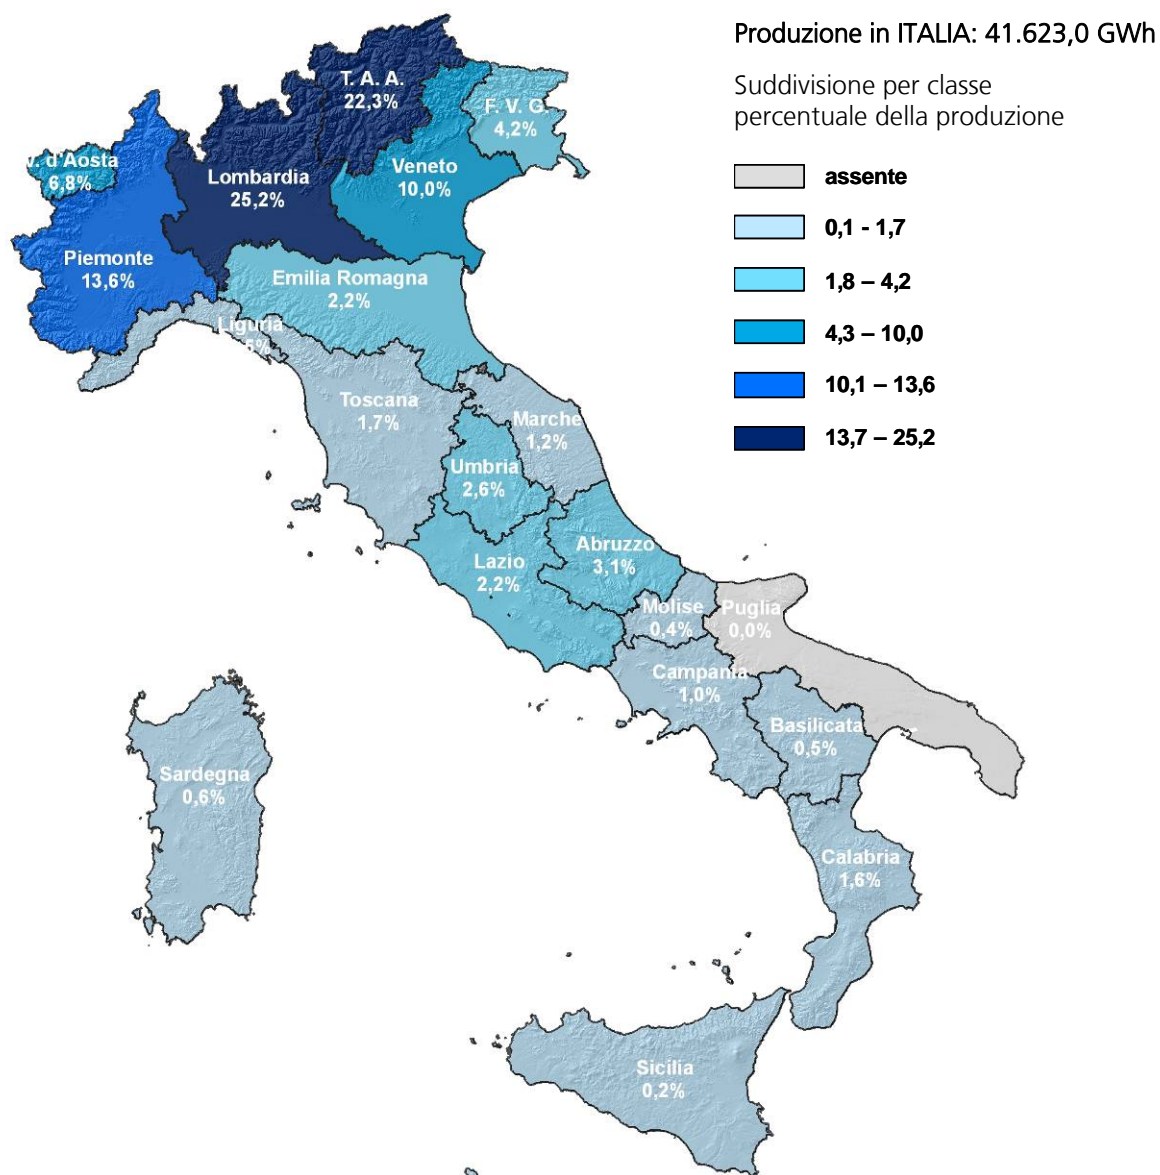 Produzione in ITALIA: 41.623,0 GWh
Suddivisione per classe
percentuale della produzione
assente
0,1 - 1,7
1,8 – 4,2
4,3 – 10,0
10,1 – 13,6
13,7 – 25,2
T. A. A.
22,3%
F. V. G.
4,2%
V. d'Aosta
6,8%
Veneto
10,0%
Lombardia
25,2%
Piemonte
13,6%
Emilia Romagna
2,2%
Liguria
Toscana
1,7%
Marche
1,2%
Umbria
2,6%
Abruzzo
3,1%
Lazio
2,2%
Molise
0,4%
Puglia
0,0%
Campania
1,0%
Basilicata
0,5%
Sardegna
0,6%
Calabria
1,6%
Sicilia
0,2%